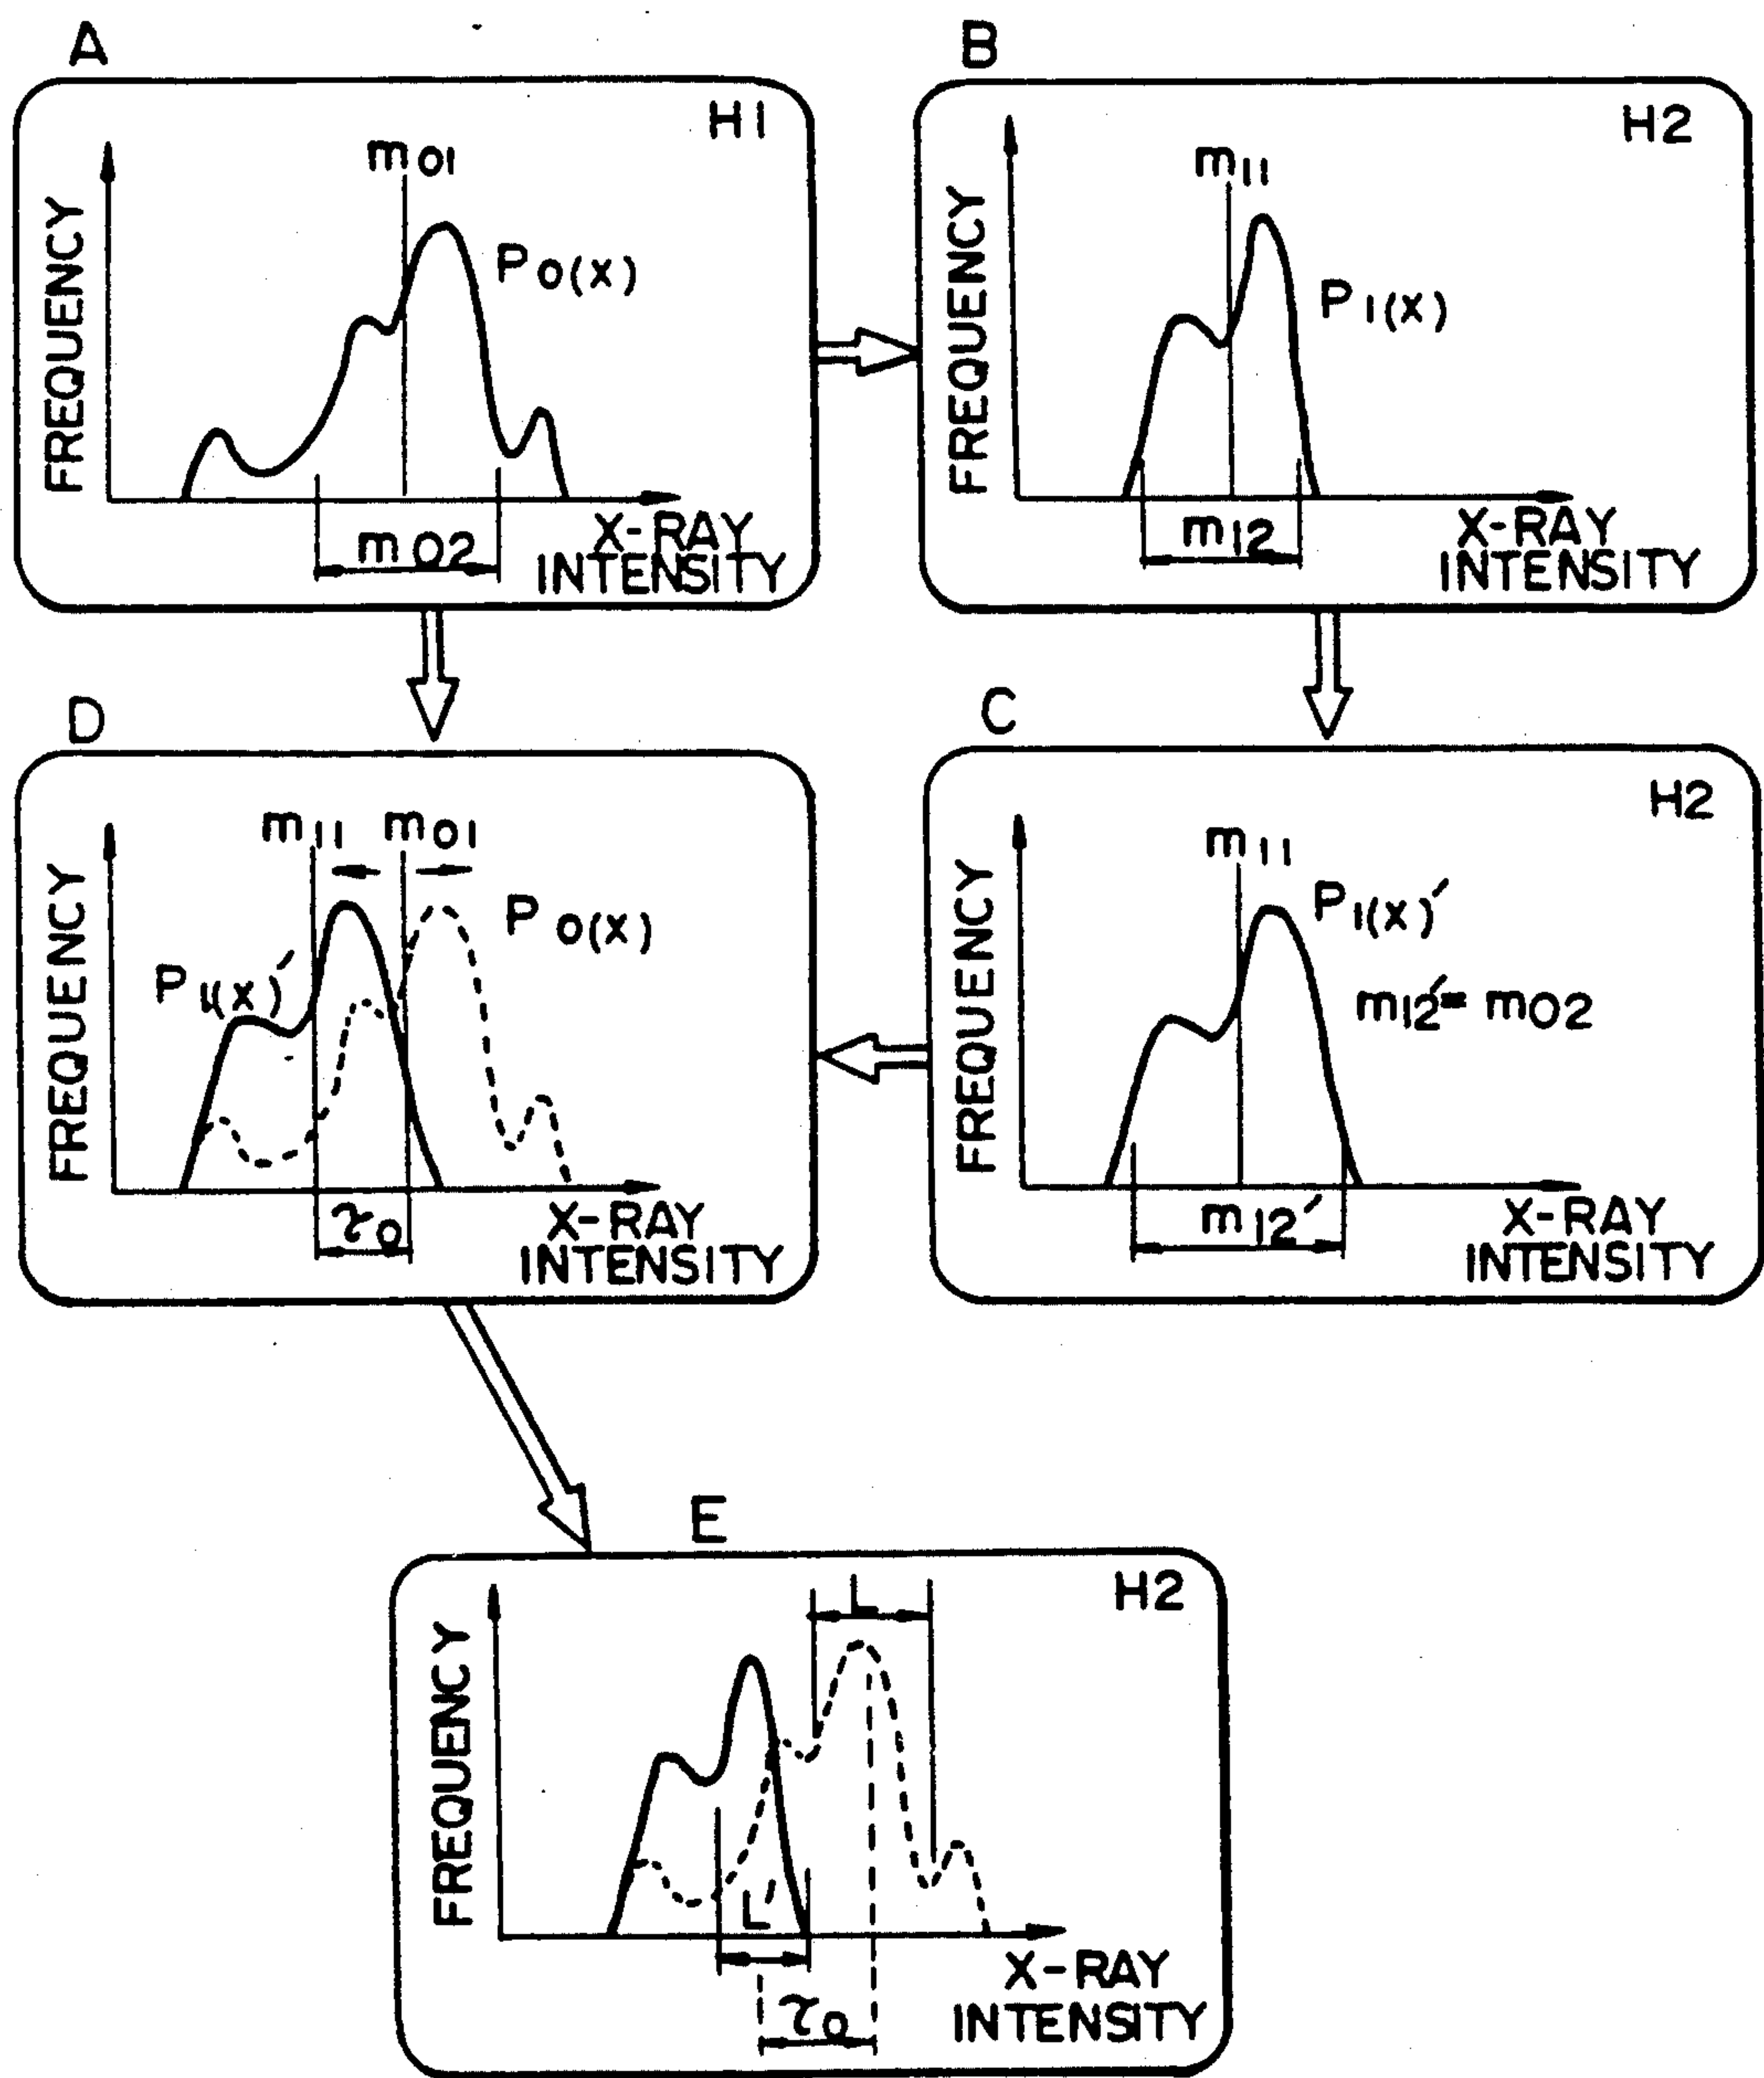 A
H1
m01
P0(x)
FREQUENCY
m02
X-RAY
INTENSITY
B
H2
m11
P1(x)
FREQUENCY
m12
X-RAY
INTENSITY
D
m11
m01
P0(x)
P1(x)′
FREQUENCY
τ0
X-RAY
INTENSITY
C
H2
m11
P1(x)′
m12′= m02
FREQUENCY
m12′
X-RAY
INTENSITY
E
H2
L
FREQUENCY
L′
X-RAY
INTENSITY
τ0